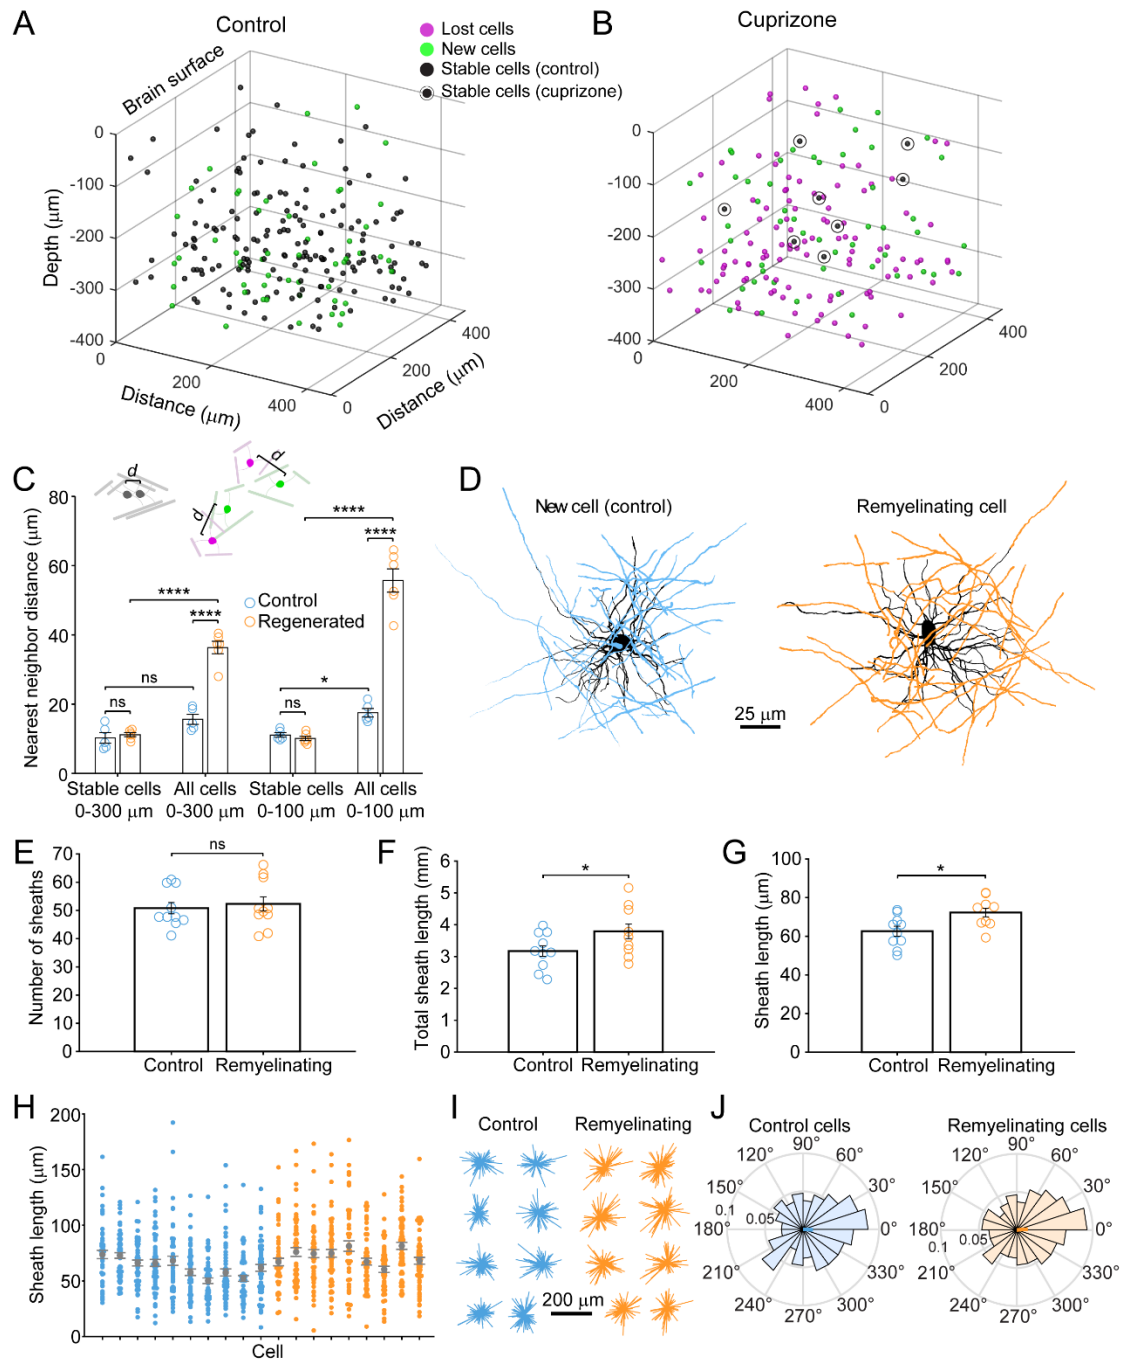 A
Control
Lost cells
New cells
Stable cells (control)
Stable cells (cuprizone)
B
Cuprizone
Brain surface
0
-100
-200
-300
-400
Depth (μm)
0
200
400
Distance (μm)
0
200
400
Distance (μm)
0
-100
-200
-300
-400
0
200
400
0
200
400
C
d
d
d
80
60
40
20
0
Nearest neighbor distance (μm)
****
****
****
****
Control
Regenerated
ns
*
ns
ns
Stable cells
0-300 μm
All cells
0-300 μm
Stable cells
0-100 μm
All cells
0-100 μm
D
New cell (control)
Remyelinating cell
25 μm
E
70
60
50
40
30
20
10
0
Number of sheaths
ns
Control
Remyelinating
F
6
5
4
3
2
1
0
Total sheath length (mm)
*
Control
Remyelinating
G
100
80
60
40
20
0
Sheath length (μm)
*
Control
Remyelinating
H
200
150
100
50
0
Sheath length (μm)
Cell
I
Control
Remyelinating
200 μm
J
Control cells
90°
120°
60°
150°
30°
0.1
0.05
180°
0°
210°
330°
240°
300°
270°
Remyelinating cells
90°
120°
60°
150°
30°
180°
0°
0.1
0.05
210°
330°
240°
300°
270°